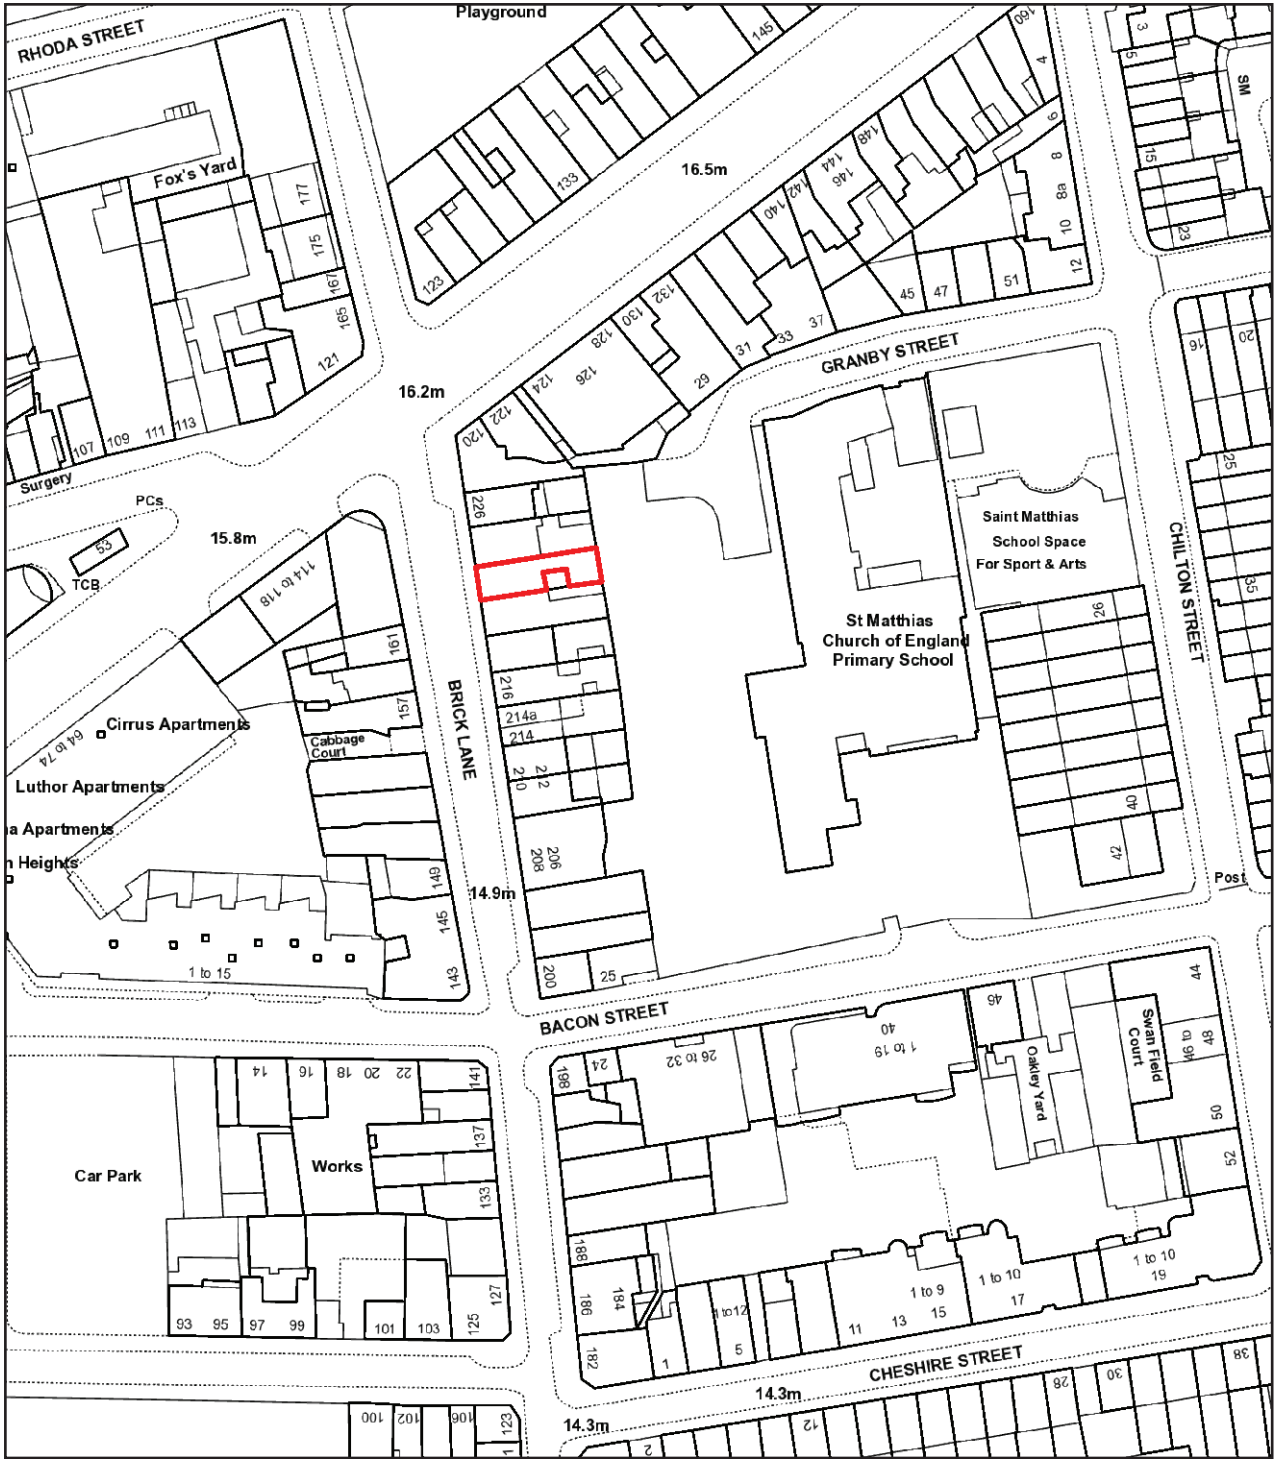 Playground
RHODA STREET
145
160
4
3
5
SM
6
8
8a
10
12
15
23
Fox's Yard
177
175
167
165
121
133
123
16.5m
148
144
146
142
140
132
130
128
126
124
122
120
29
31
33
37
45
47
51
GRANBY STREET
16
20
16.2m
107
109
111
113
Surgery
PCs
53
TCB
15.8m
114 to 118
226
25
Saint Matthias
School Space
For Sport & Arts
CHILTON STREET
35
26
St Matthias
Church of England
Primary School
161
157
216
214a
214
210
212
BRICK LANE
Cirrus Apartments
64 to 74
Cabbage
Court
Luthor Apartments
a Apartments
n Heights
208
206
40
42
149
145
143
14.9m
Post
1 to 15
200
25
BACON STREET
44
46 to
48
50
52
Swan Field
Court
46
Oakley Yard
40
1 to 19
26 to 32
24
198
14
16
18
20
22
141
137
133
Works
Car Park
127
125
93
95
97
99
101
103
188
186
184
182
1
1 to 12
5
11
13
1 to 9
15
1 to 10
17
1 to 10
19
CHESHIRE STREET
14.3m
38
30
28
12
2
14.3m
100
102
106
123
1